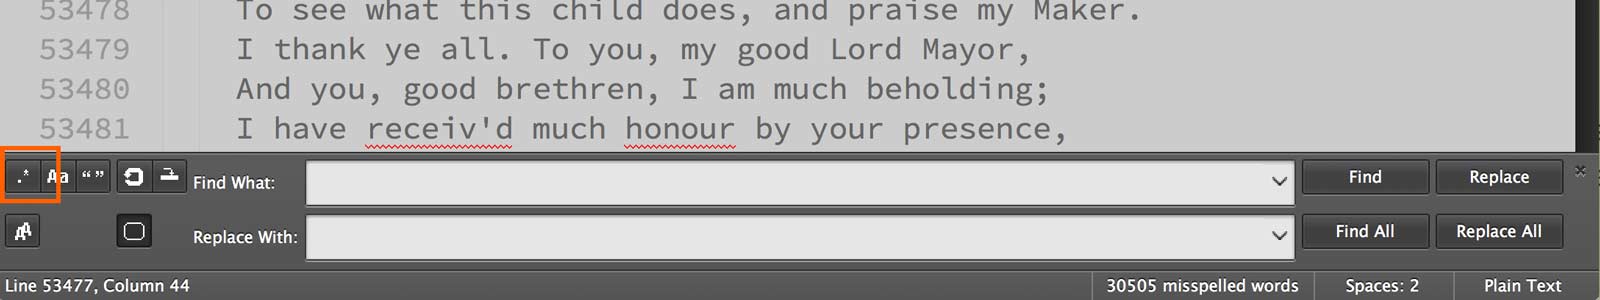 53478 To see what this child does, and praise my Maker.
53479 I thank ye all. To you, my good Lord Mayor,
53480 And you, good brethren, I am much beholding;
53481 I have receiv'd much honour by your presence,
.* Aa “” Find What: Find Replace
AA Replace With: Find All Replace All
Line 53477, Column 44 30505 misspelled words Spaces: 2 Plain Text